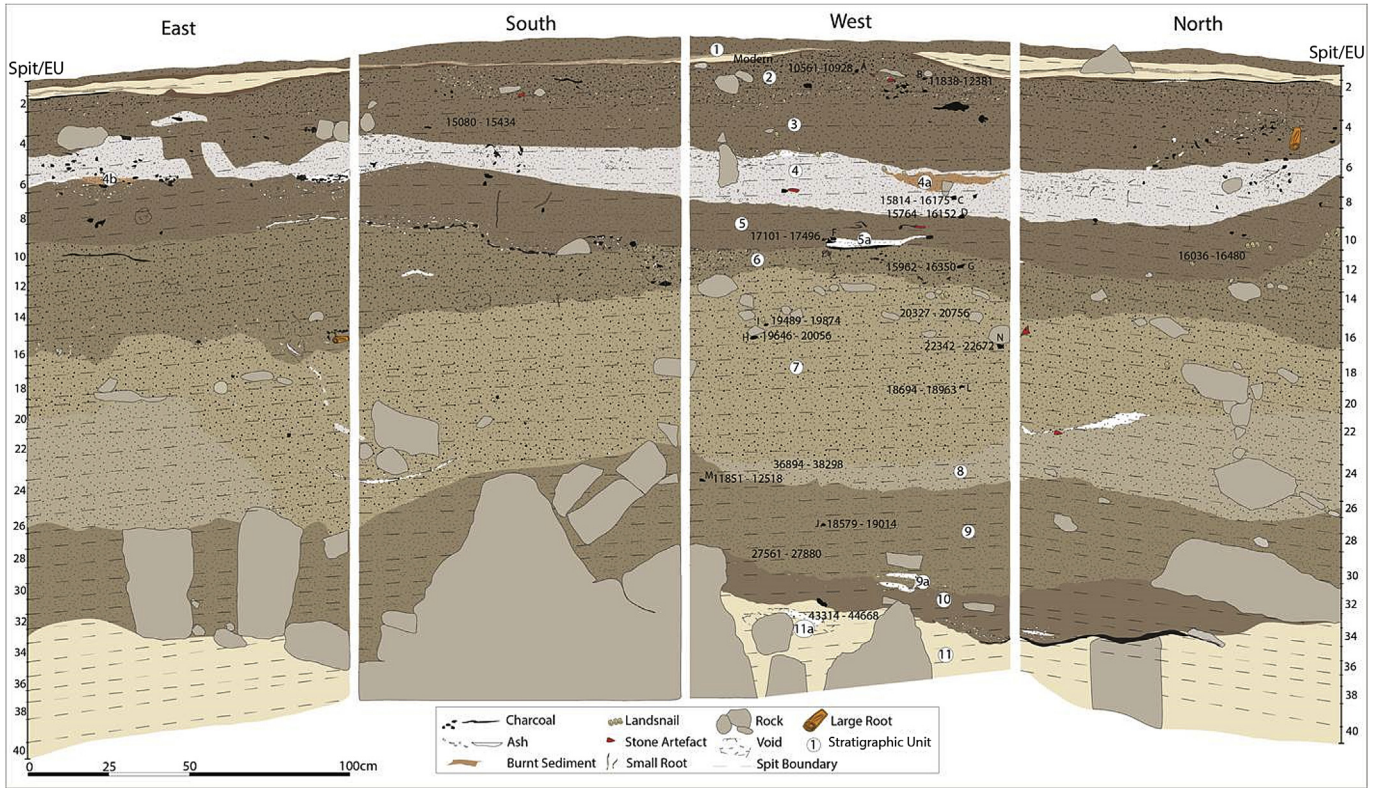 East
South
West
North
Spit/EU
Spit/EU
2
4
6
8
10
12
14
16
18
20
22
24
26
28
30
32
34
36
38
40
4b
15080 - 15434
1
Modern
10561-10928 A
2
B 11838-12381
3
4
4a
15814 - 16175 C
15764 - 16152 D
5
17101 - 17496 F
5a
6
15962 - 16350 G
I 19489 - 19874
20327 - 20756
H 19646 - 20056
N
22342 - 22672
7
18694 - 18963 L
36894 - 38298
8
M 11851 - 12518
J 18579 - 19014
9
27561 - 27880
9a
10
43314 - 44668
11a
11
16036 - 16480
2
4
6
8
10
12
14
16
18
20
22
24
26
28
30
32
34
36
38
40
0 25 50 100cm
Charcoal Landsnail Rock Large Root
Ash Stone Artefact Void 1 Stratigraphic Unit
Burnt Sediment Small Root Spit Boundary